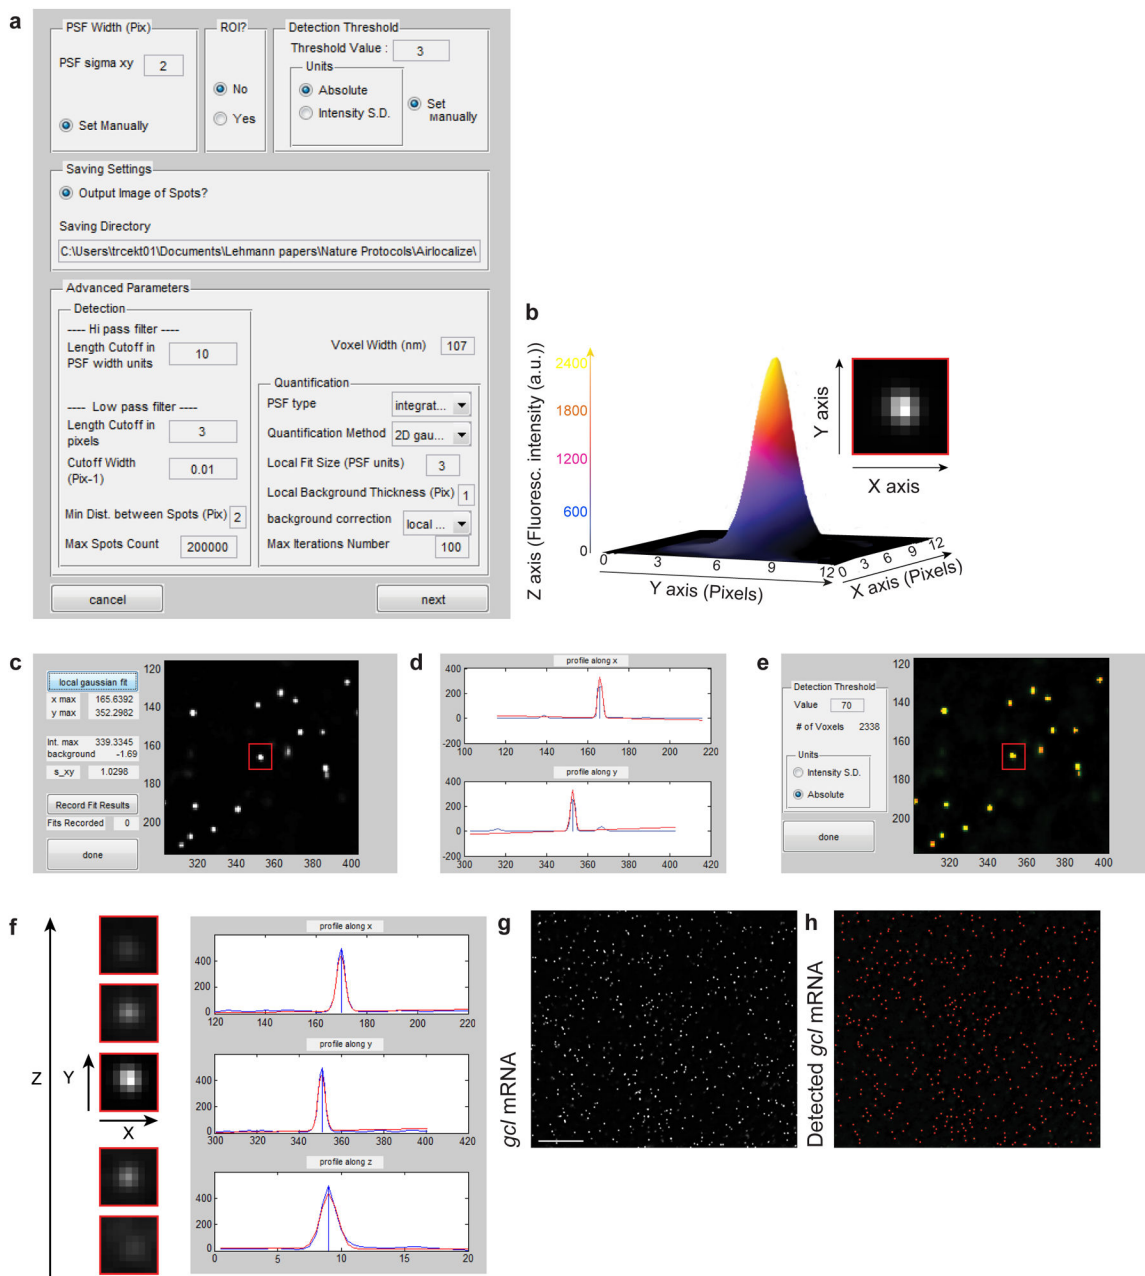 a
PSF Width (Pix)
PSF sigma xy 2
Set Manually
ROI?
No
Yes
Detection Threshold
Threshold Value : 3
Units
Absolute
Intensity S.D.
Set Manually
Saving Settings
Output Image of Spots?
Saving Directory
C:\Users\trcekt01\Documents\Lehmann papers\Nature Protocols\Airlocalize\
Advanced Parameters
Detection
---- Hi pass filter ----
Length Cutoff in PSF width units 10
---- Low pass filter ----
Length Cutoff in pixels 3
Cutoff Width (Pix-1) 0.01
Min Dist. between Spots (Pix) 2
Max Spots Count 200000
Voxel Width (nm) 107
Quantification
PSF type integrat...
Quantification Method 2D gau...
Local Fit Size (PSF units) 3
Local Background Thickness (Pix) 1
background correction local ...
Max Iterations Number 100
cancel
next
b
Z axis (Fluoresc. intensity (a.u.))
2400
1800
1200
600
0
0 3 6 9 12
Y axis (Pixels)
0 3 6 9 12
X axis (Pixels)
Y axis
X axis
c
local gaussian fit
x max 165.6392
y max 352.2982
Int. max 339.3345
background -1.69
s_xy 1.0298
Record Fit Results
Fits Recorded 0
done
120
140
160
180
200
320 340 360 380 400
d
profile along x
400
200
0
-200
100 120 140 160 180 200 220
profile along y
400
200
0
-200
300 320 340 360 380 400 420
e
Detection Threshold
Value 70
# of Voxels 2338
Units
Intensity S.D.
Absolute
done
120
140
160
180
200
320 340 360 380 400
f
Z
Y
X
profile along x
400
200
0
120 140 160 180 200 220
profile along y
400
200
0
300 320 340 360 380 400 420
profile along z
400
200
0
0 5 10 15 20
g
gcl mRNA
h
Detected gcl mRNA